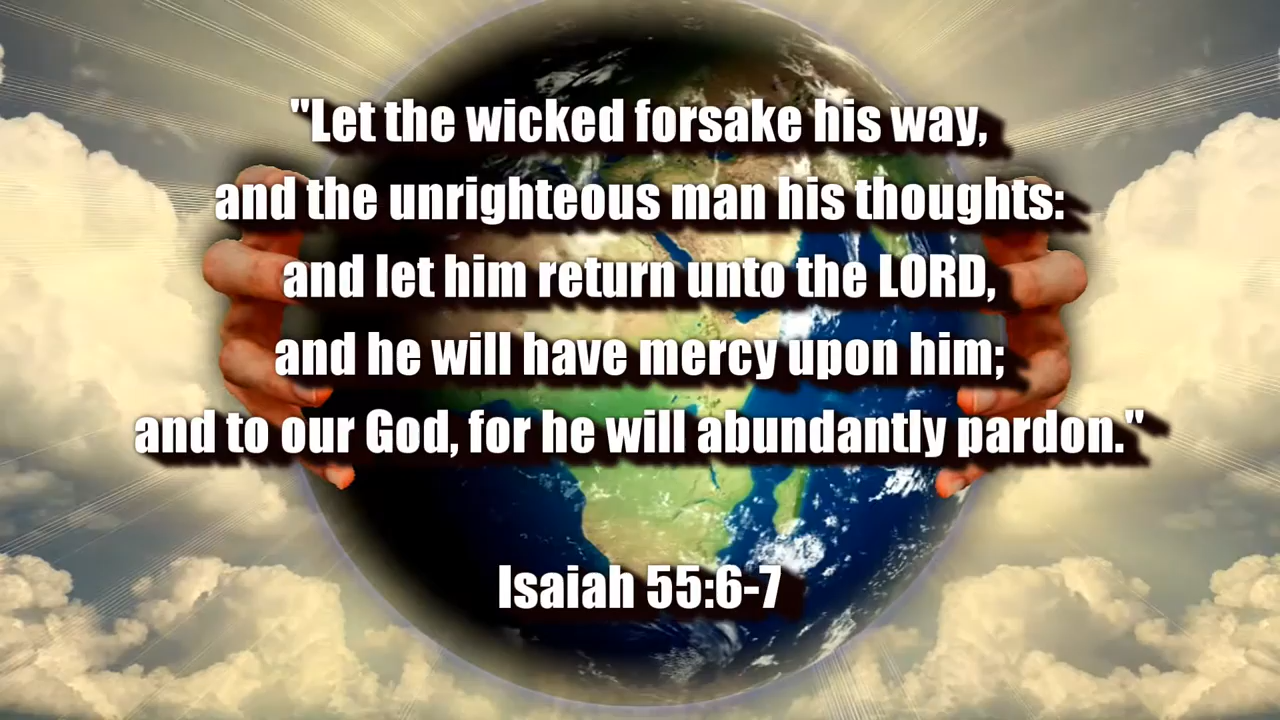 "Let the wicked forsake his way,
and the unrighteous man his thoughts:
and let him return unto the LORD,
and he will have mercy upon him;
and to our God, for he will abundantly pardon."
Isaiah 55:6-7